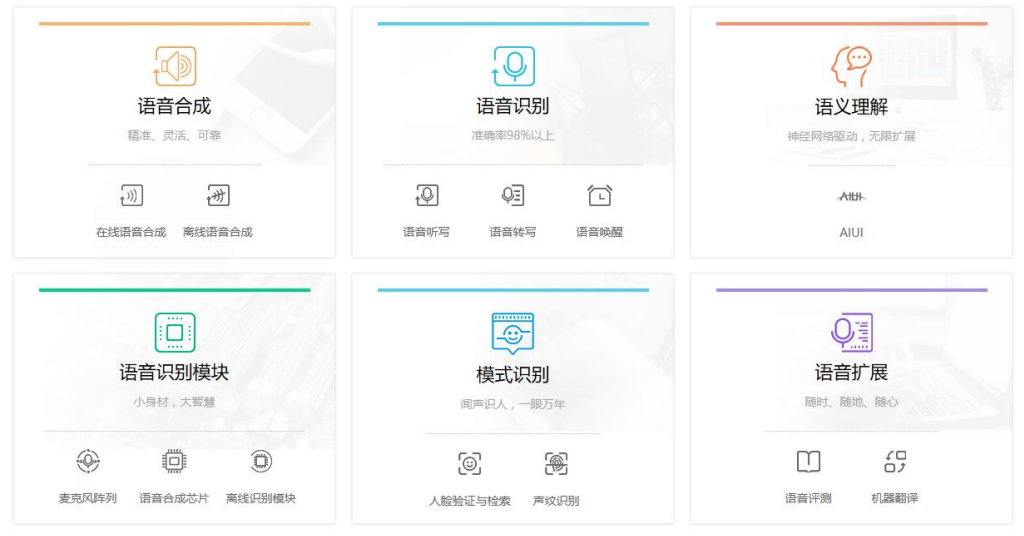 语音合成
精准、灵活、可靠
在线语音合成 离线语音合成
语音识别
准确率98%以上
语音听写 语音转写 语音唤醒
语义理解
神经网络驱动，无限扩展
AIUI
AIUI
语音识别模块
小身材，大智慧
麦克风阵列 语音合成芯片 离线识别模块
模式识别
闻声识人，一眼万年
人脸验证与检索 声纹识别
语音扩展
随时、随地、随心
语音评测 机器翻译